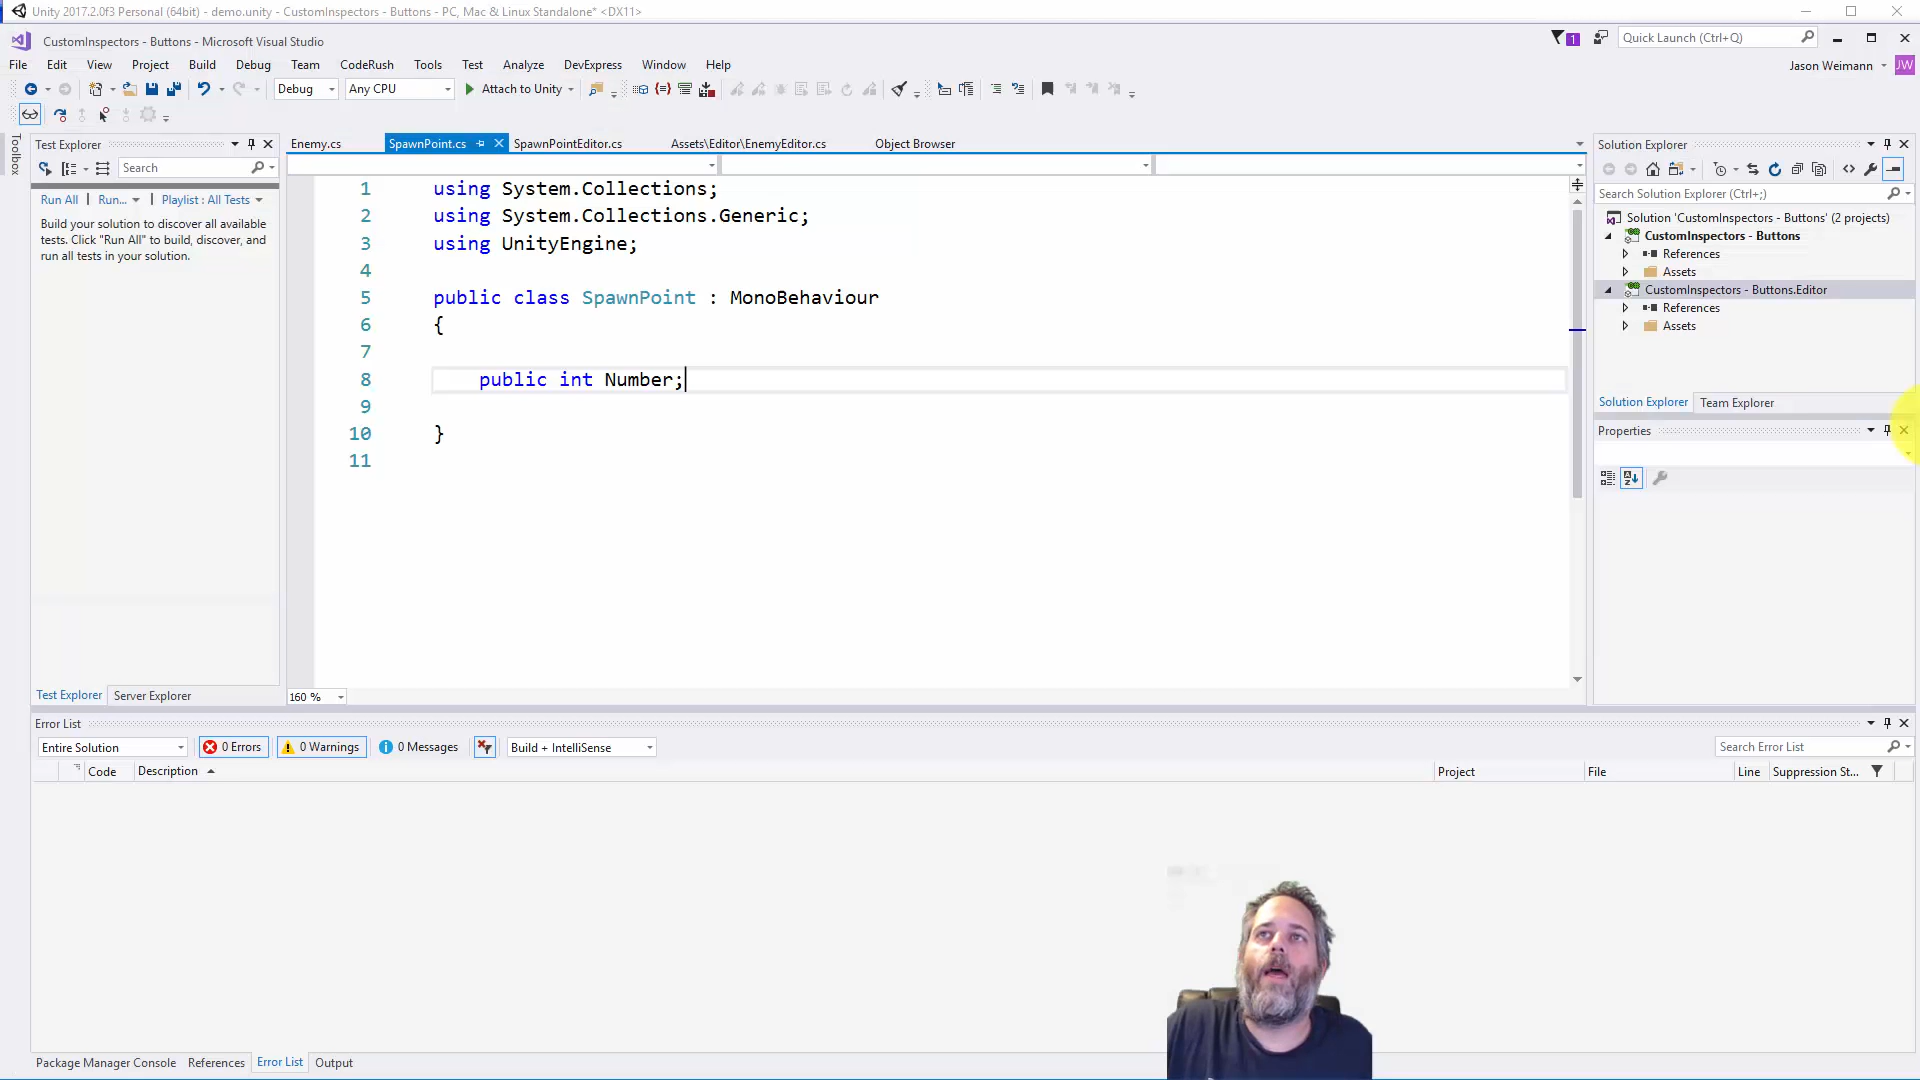 Unity 2017.2.0f3 Personal (64bit) - demo.unity - CustomInspectors - Buttons - PC, Mac & Linux Standalone* <DX11>
CustomInspectors - Buttons - Microsoft Visual Studio
1
Quick Launch (Ctrl+Q)
File Edit View Project Build Debug Team CodeRush Tools Test Analyze DevExpress Window Help
Jason Weimann JW
Debug Any CPU Attach to Unity
Toolbox
Test Explorer
Search
Run All Run... Playlist : All Tests
Build your solution to discover all available
tests. Click "Run All" to build, discover, and
run all tests in your solution.
Test Explorer Server Explorer
Enemy.cs SpawnPoint.cs SpawnPointEditor.cs Assets\Editor\EnemyEditor.cs Object Browser
1 using System.Collections;
2 using System.Collections.Generic;
3 using UnityEngine;
4
5 public class SpawnPoint : MonoBehaviour
6 {
7
8 public int Number;
9
10 }
11
160 %
Solution Explorer
Search Solution Explorer (Ctrl+;)
Solution 'CustomInspectors - Buttons' (2 projects)
CustomInspectors - Buttons
References
Assets
CustomInspectors - Buttons.Editor
References
Assets
Solution Explorer Team Explorer
Properties
Error List
Entire Solution 0 Errors 0 Warnings 0 Messages Build + IntelliSense
Search Error List
Code Description Project File Line Suppression St...
Package Manager Console References Error List Output